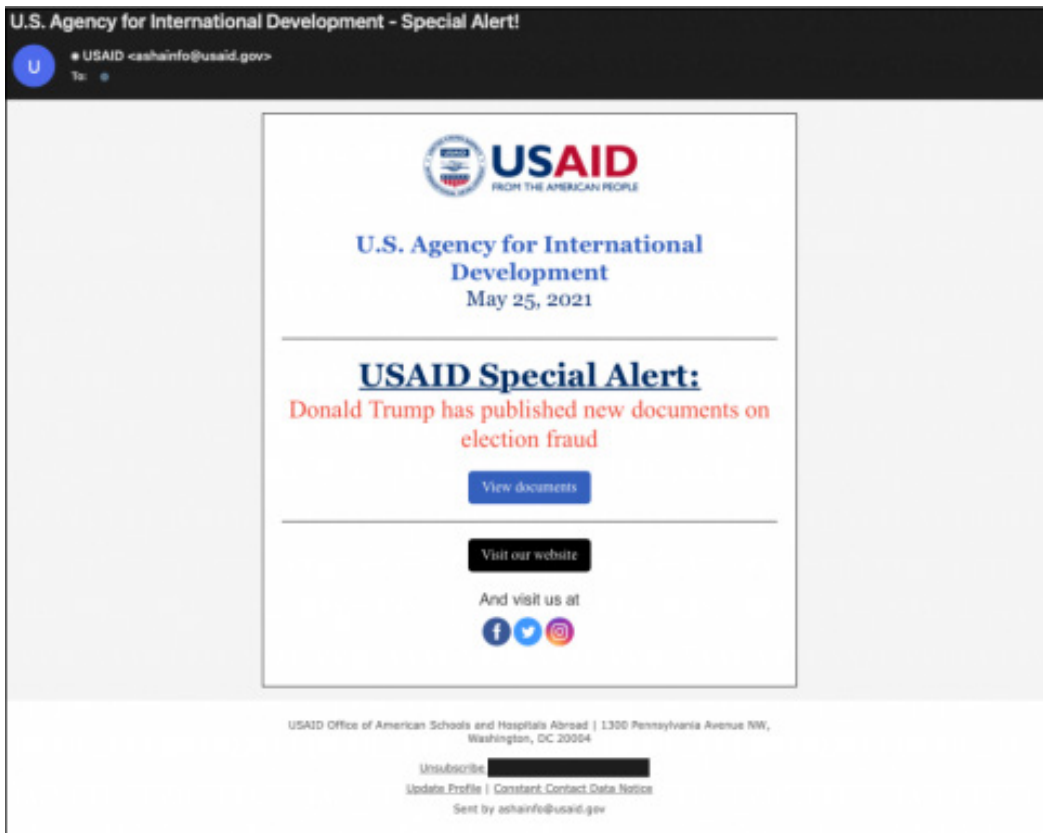 U.S. Agency for International Development - Special Alert!
U
USAID <ashainfo@usaid.gov>
To:
USAID
FROM THE AMERICAN PEOPLE
U.S. Agency for International
Development
May 25, 2021
USAID Special Alert:
Donald Trump has published new documents on
election fraud
View documents
Visit our website
And visit us at
USAID Office of American Schools and Hospitals Abroad | 1300 Pennsylvania Avenue NW,
Washington, DC 20004
Unsubscribe
Update Profile | Constant Contact Data Notice
Sent by ashainfo@usaid.gov